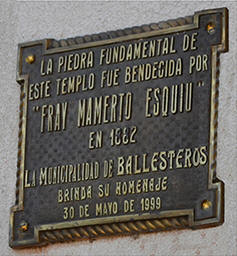 LA PIEDRA FUNDAMENTAL DE
ESTE TEMPLO FUE BENDECIDA POR
"FRAY MAMERTO ESQUIU"
EN 1882
LA MUNICIPALIDAD DE BALLESTEROS
BRINDA SU HOMENAJE
30 DE MAYO DE 1999